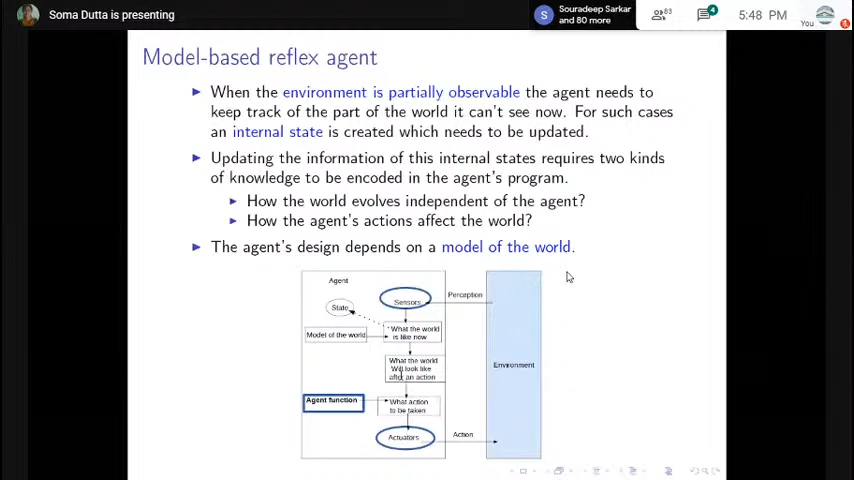 Soma Dutta is presenting
S
Souradeep Sarkar
and 80 more
83
4
5:48 PM
You
Model-based reflex agent
When the environment is partially observable the agent needs to
keep track of the part of the world it can't see now. For such cases
an internal state is created which needs to be updated.
Updating the information of this internal states requires two kinds
of knowledge to be encoded in the agent's program.
How the world evolves independent of the agent?
How the agent's actions affect the world?
The agent's design depends on a model of the world.
Agent
Sensors
Perception
State
What the world
is like now
Model of the world
What the world
Will look like
after an action
Environment
Agent function
What action
to be taken
Actuators
Action